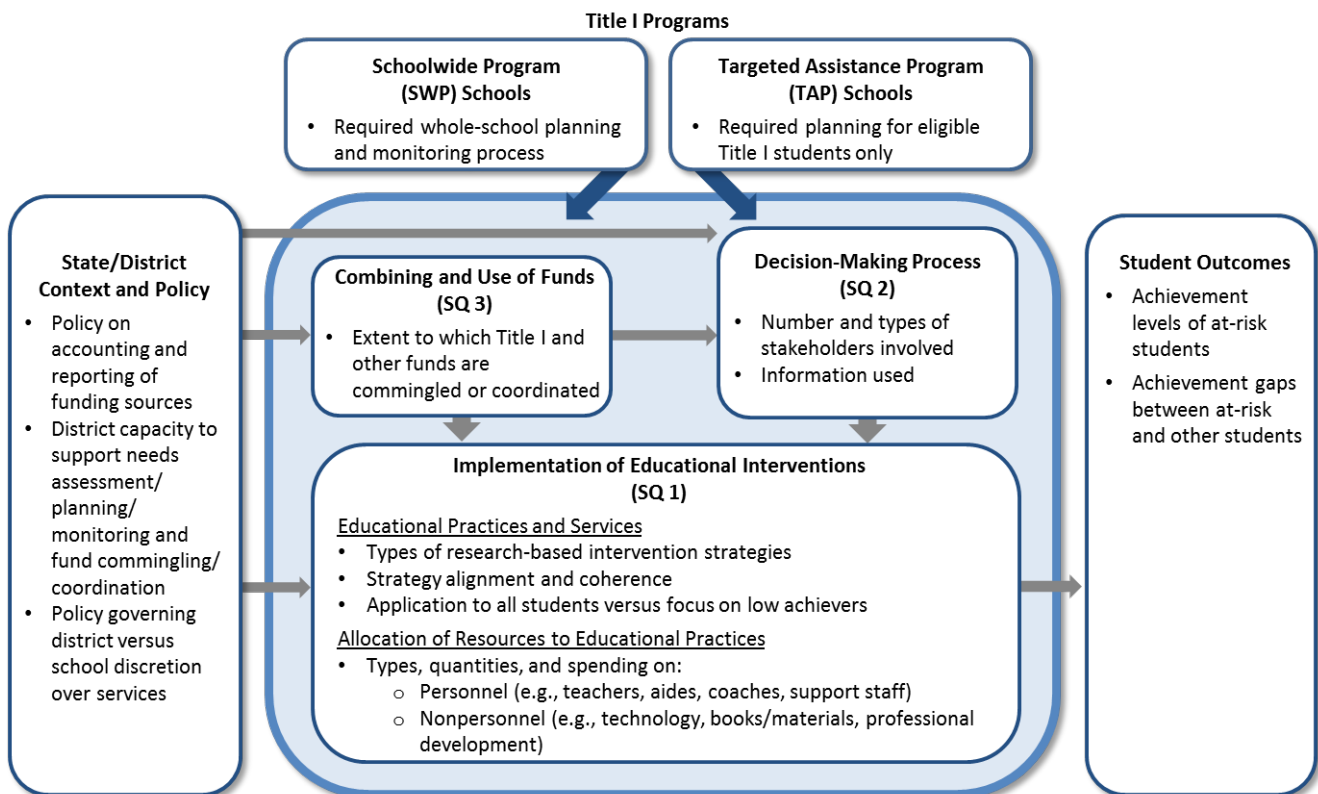 Title I Programs
Schoolwide Program
(SWP) Schools
• Required whole-school planning
and monitoring process
Targeted Assistance Program
(TAP) Schools
• Required planning for eligible
Title I students only
State/District
Context and Policy
• Policy on
accounting and
reporting of
funding sources
• District capacity to
support needs
assessment/
planning/
monitoring and
fund commingling/
coordination
• Policy governing
district versus
school discretion
over services
Combining and Use of Funds
(SQ 3)
• Extent to which Title I and
other funds are
commingled or coordinated
Decision-Making Process
(SQ 2)
• Number and types of
stakeholders involved
• Information used
Implementation of Educational Interventions
(SQ 1)
Educational Practices and Services
• Types of research-based intervention strategies
• Strategy alignment and coherence
• Application to all students versus focus on low achievers
Allocation of Resources to Educational Practices
• Types, quantities, and spending on:
o Personnel (e.g., teachers, aides, coaches, support staff)
o Nonpersonnel (e.g., technology, books/materials, professional
development)
Student Outcomes
• Achievement
levels of at-risk
students
• Achievement gaps
between at-risk
and other students